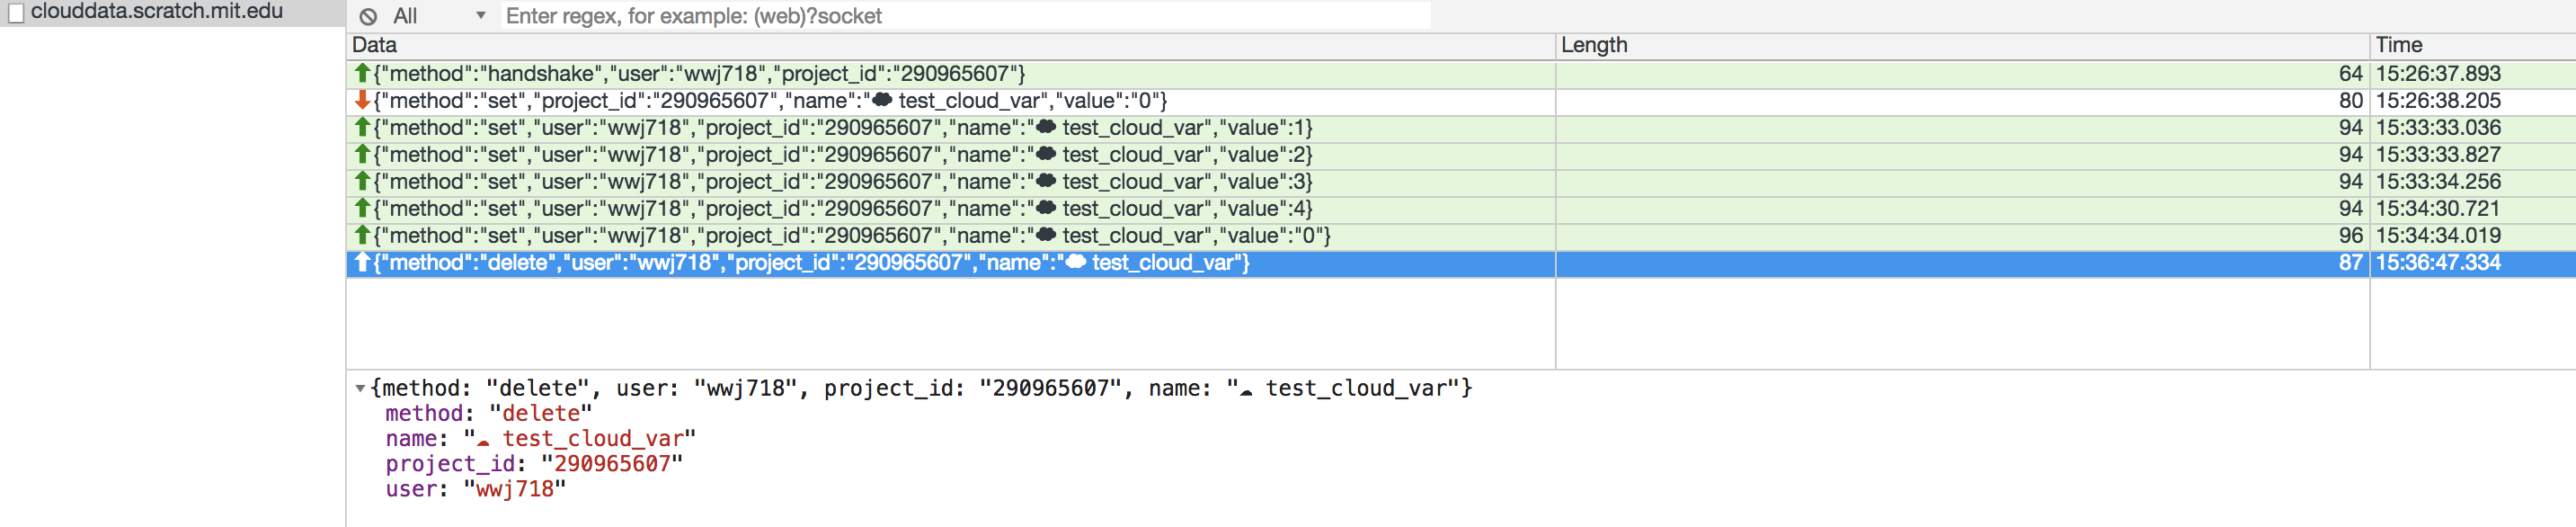 clouddata.scratch.mit.edu
All ▼ Enter regex, for example: (web)?socket
Data Length Time
⬆{"method":"handshake","user":"wwj718","project_id":"290965607"} 64 15:26:37.893
⬇{"method":"set","project_id":"290965607","name":"☁ test_cloud_var","value":"0"} 80 15:26:38.205
⬆{"method":"set","user":"wwj718","project_id":"290965607","name":"☁ test_cloud_var","value":1} 94 15:33:33.036
⬆{"method":"set","user":"wwj718","project_id":"290965607","name":"☁ test_cloud_var","value":2} 94 15:33:33.827
⬆{"method":"set","user":"wwj718","project_id":"290965607","name":"☁ test_cloud_var","value":3} 94 15:33:34.256
⬆{"method":"set","user":"wwj718","project_id":"290965607","name":"☁ test_cloud_var","value":4} 94 15:34:30.721
⬆{"method":"set","user":"wwj718","project_id":"290965607","name":"☁ test_cloud_var","value":"0"} 96 15:34:34.019
⬆{"method":"delete","user":"wwj718","project_id":"290965607","name":"☁ test_cloud_var"} 87 15:36:47.334
▼{method: "delete", user: "wwj718", project_id: "290965607", name: "☁ test_cloud_var"}
method: "delete"
name: "☁ test_cloud_var"
project_id: "290965607"
user: "wwj718"